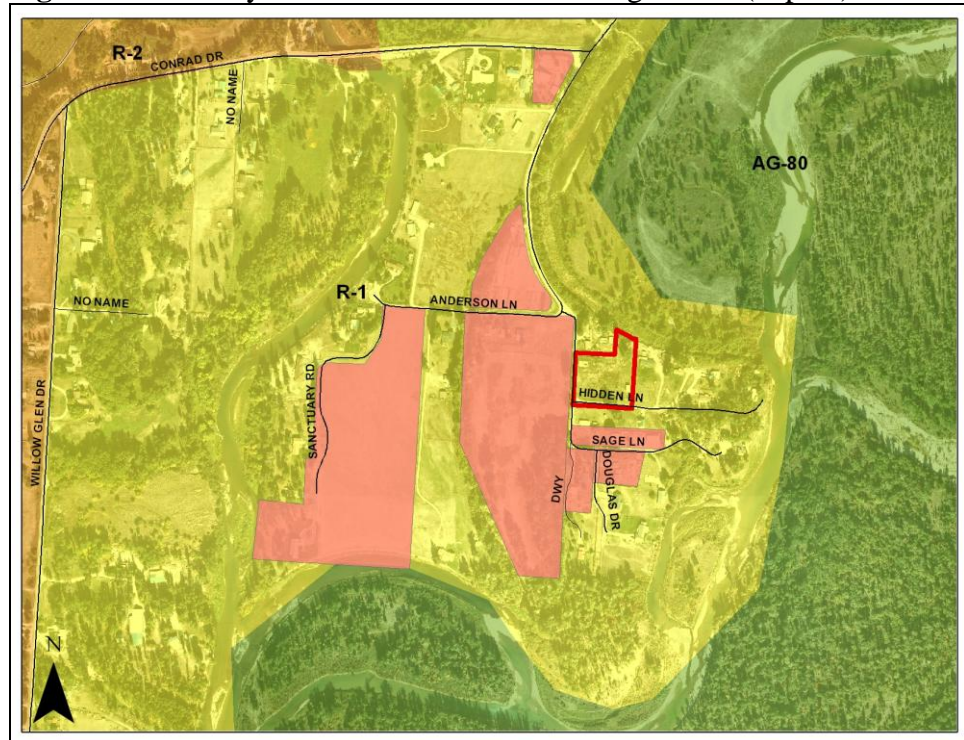 R-2
CONRAD DR
NO NAME
AG-80
NO NAME
R-1
ANDERSON LN
WILLOW GLEN DR
SANCTUARY RD
HIDDEN LN
SAGE LN
DWY
DOUGLAS DR
N